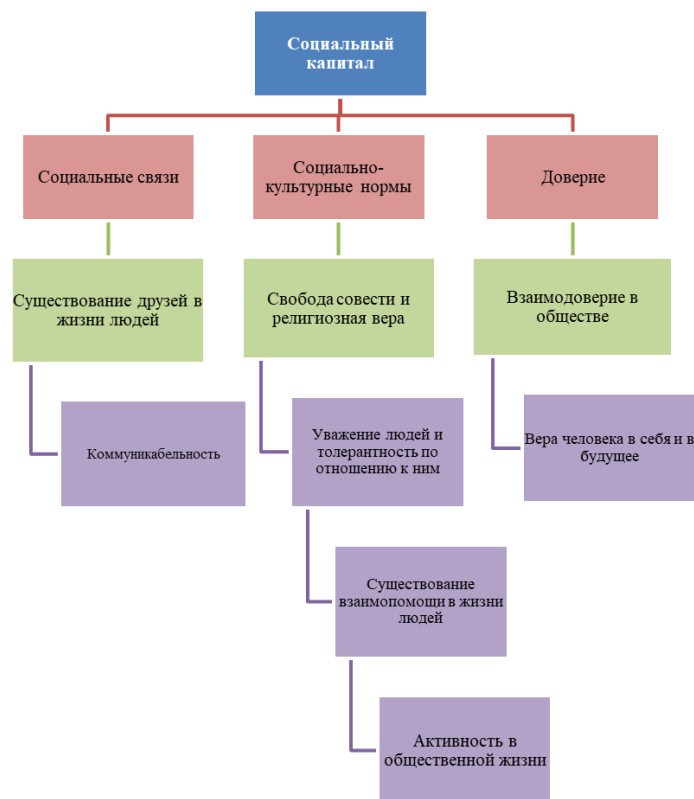 Социальный
капитал
Социальные связи
Социально-
культурные нормы
Доверие
Существование друзей в
жизни людей
Свобода совести и
религиозная вера
Взаимодоверие в
обществе
Коммуникабельность
Уважение людей и
толерантность по
отношению к ним
Вера человека в себя и в
будущее
Существование
взаимопомощи в жизни
людей
Активность в
общественной жизни